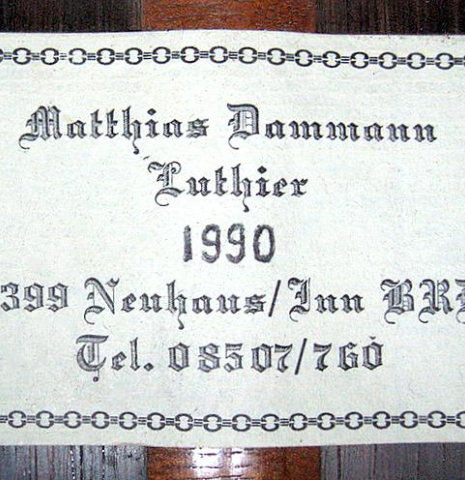 Matthias Dammann
Luthier
1990
399 Neuhaus/Inn BR
Tel. 08507/760